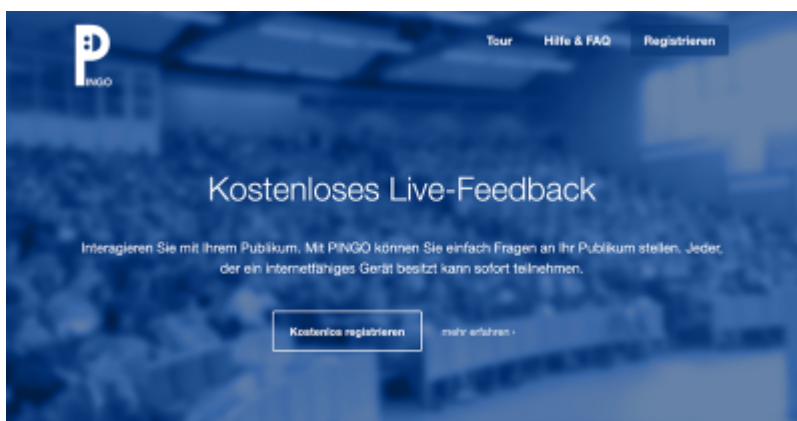 PINGO
Tour Hilfe & FAQ Registrieren
Kostenloses Live-Feedback
Interagieren Sie mit Ihrem Publikum. Mit PINGO können Sie einfach Fragen an Ihr Publikum stellen. Jeder,
der ein internetfähiges Gerät besitzt kann sofort teilnehmen.
Kostenlos registrieren mehr erfahren ›